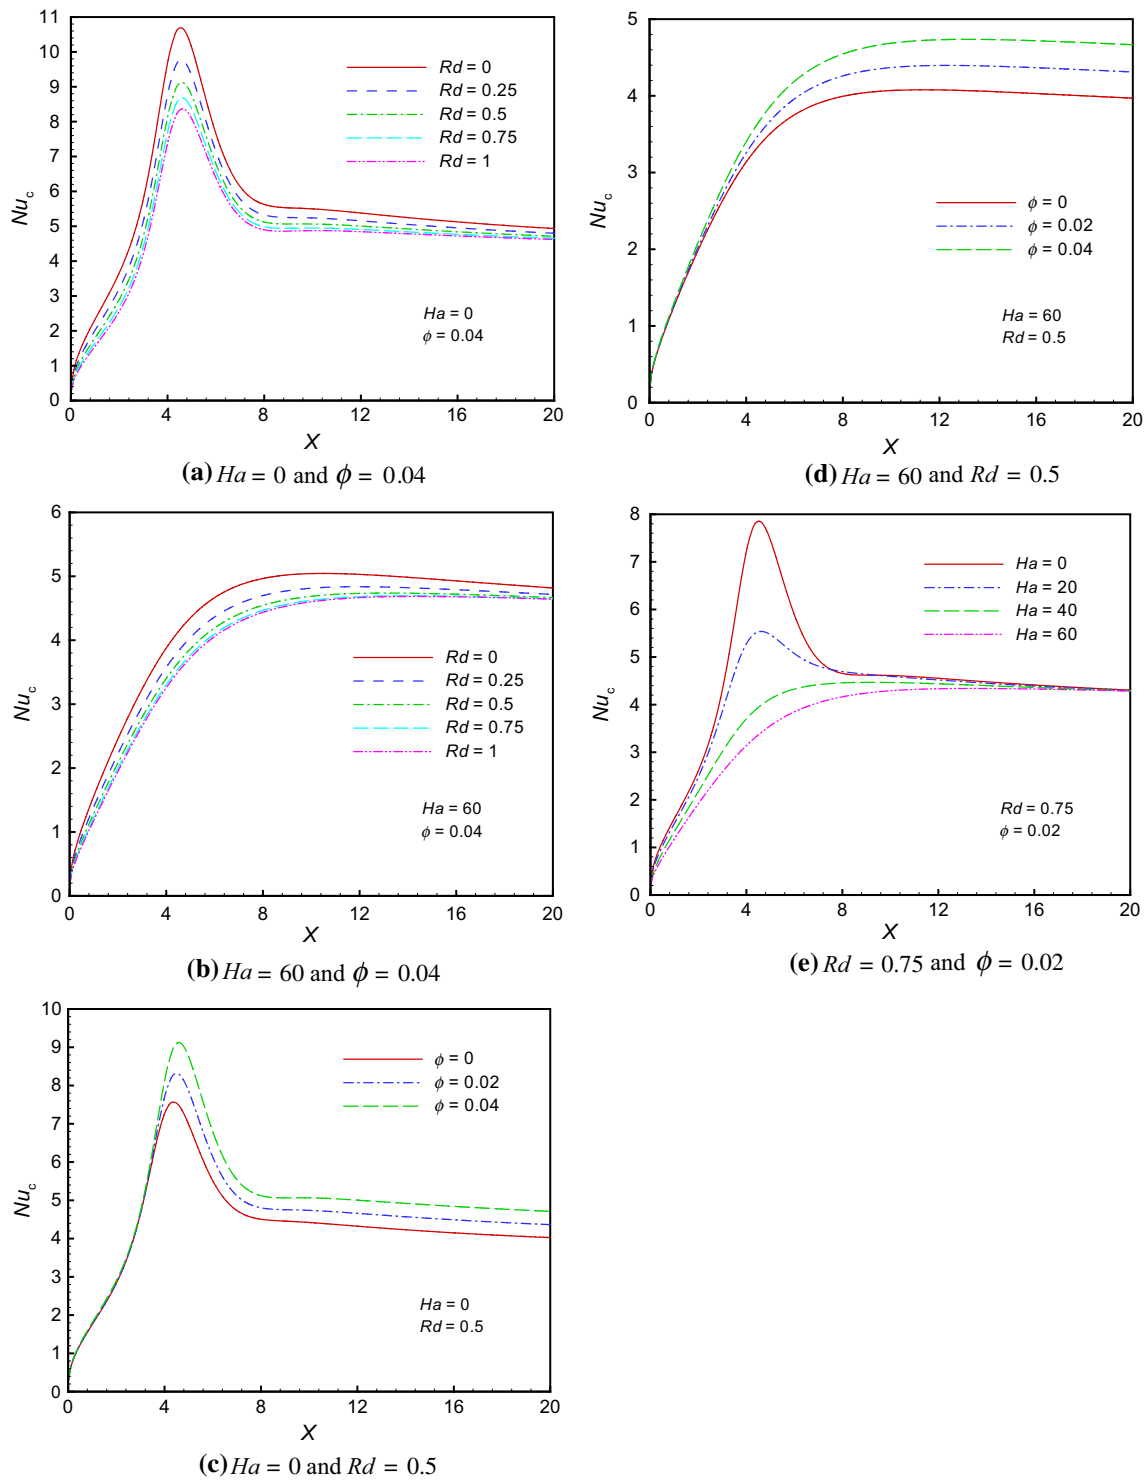 11
10
9
8
7
6
5
4
3
2
1
0
Nu_c
Rd = 0
Rd = 0.25
Rd = 0.5
Rd = 0.75
Rd = 1
Ha = 0
ϕ = 0.04
0 4 8 12 16 20
X
(a) Ha = 0 and ϕ = 0.04
6
5
4
3
2
1
0
Nu_c
Rd = 0
Rd = 0.25
Rd = 0.5
Rd = 0.75
Rd = 1
Ha = 60
ϕ = 0.04
0 4 8 12 16 20
X
(b) Ha = 60 and ϕ = 0.04
10
9
8
7
6
5
4
3
2
1
0
Nu_c
ϕ = 0
ϕ = 0.02
ϕ = 0.04
Ha = 0
Rd = 0.5
0 4 8 12 16 20
X
(c) Ha = 0 and Rd = 0.5
5
4
3
2
1
0
Nu_c
ϕ = 0
ϕ = 0.02
ϕ = 0.04
Ha = 60
Rd = 0.5
0 4 8 12 16 20
X
(d) Ha = 60 and Rd = 0.5
8
7
6
5
4
3
2
1
0
Nu_c
Ha = 0
Ha = 20
Ha = 40
Ha = 60
Rd = 0.75
ϕ = 0.02
0 4 8 12 16 20
X
(e) Rd = 0.75 and ϕ = 0.02